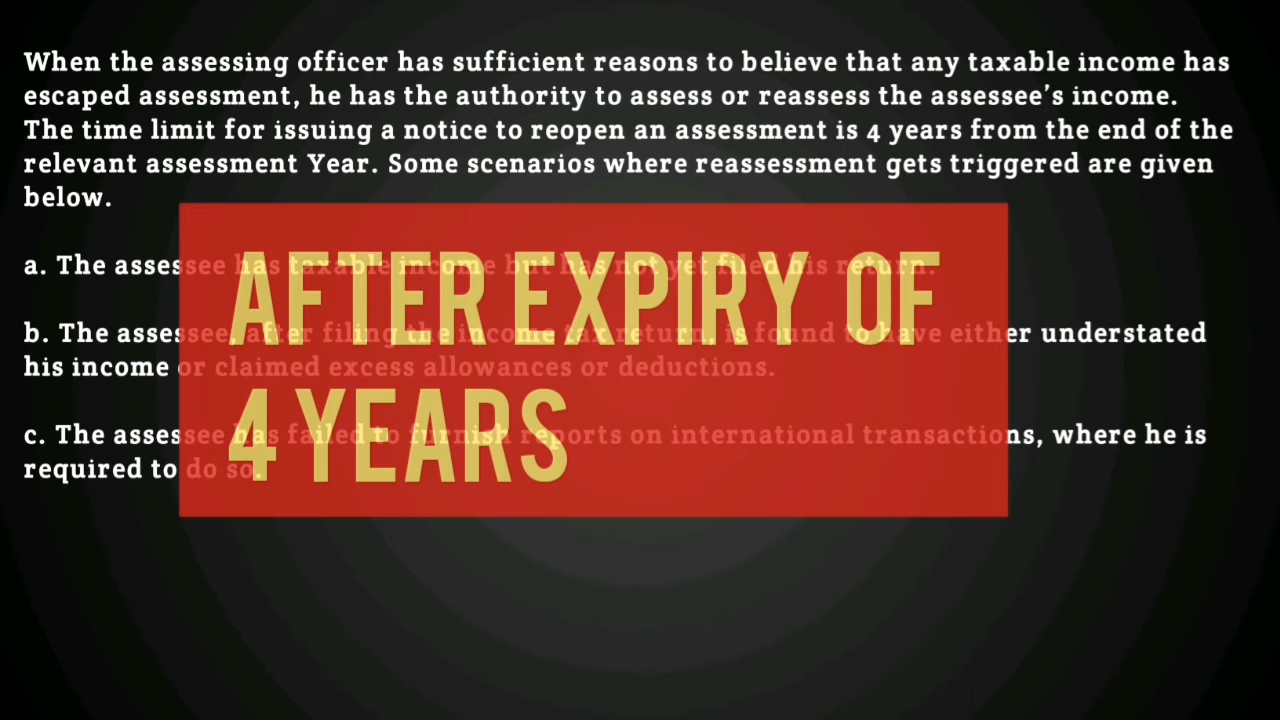 When the assessing officer has sufficient reasons to believe that any taxable income has
escaped assessment, he has the authority to assess or reassess the assessee’s income.
The time limit for issuing a notice to reopen an assessment is 4 years from the end of the
relevant assessment Year. Some scenarios where reassessment gets triggered are given
below.
a. The assessee has taxable income but has not yet filed his return.
b. The assessee, after filing the income tax return, is found to have either understated
his income or claimed excess allowances or deductions.
c. The assessee has failed to furnish reports on international transactions, where he is
required to do so.
AFTER EXPIRY OF
4 YEARS